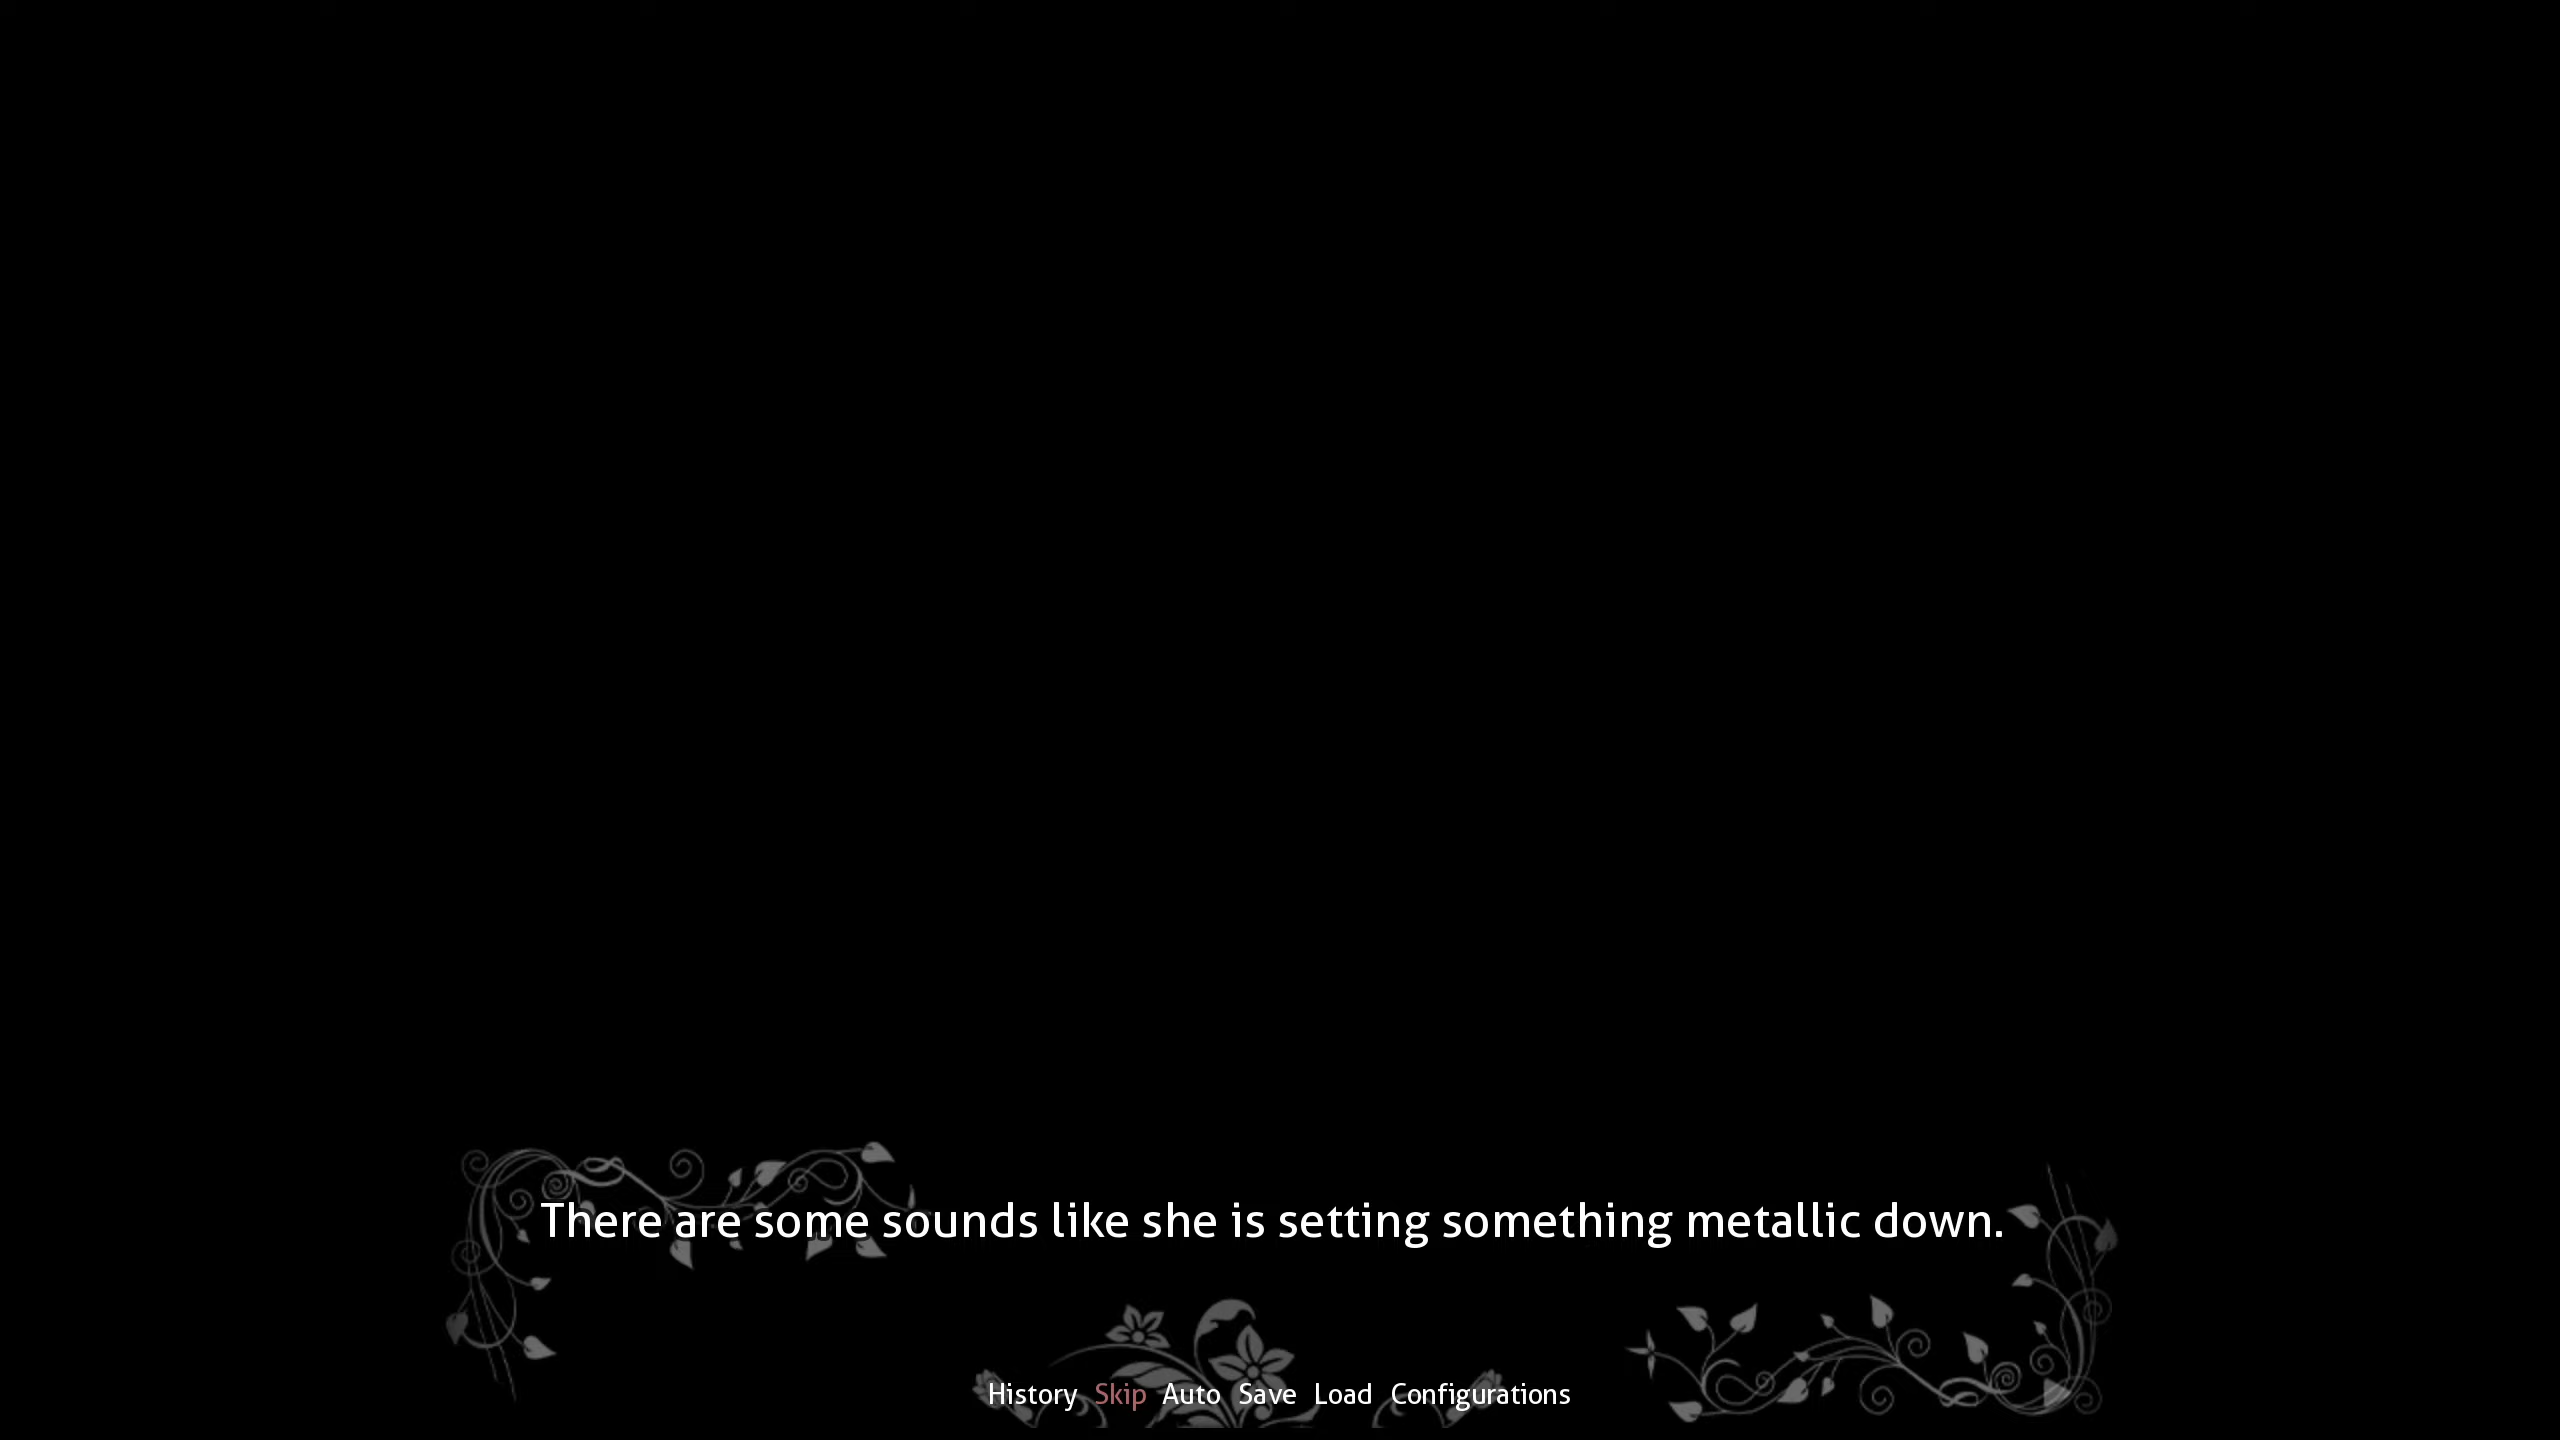 There are some sounds like she is setting something metallic down.
History Skip Auto Save Load Configurations